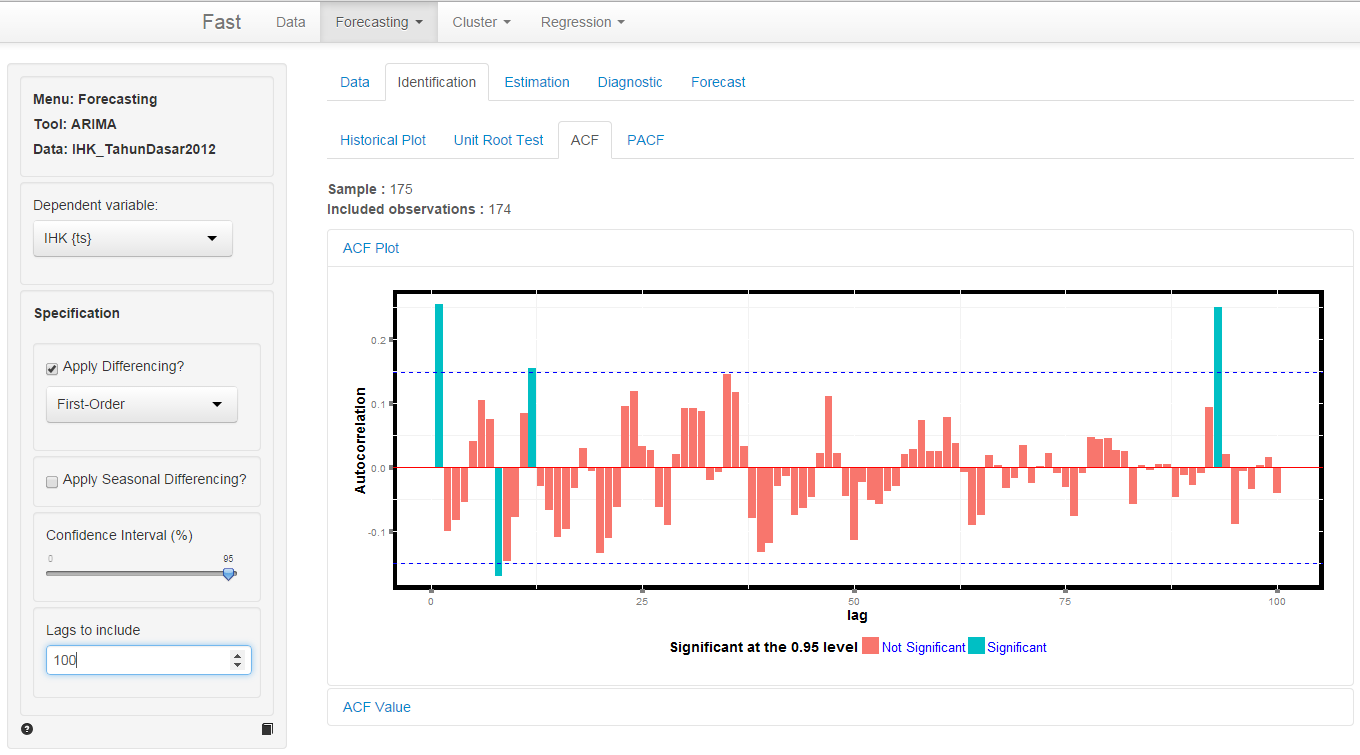 Fast Data Forecasting Cluster Regression
Menu: Forecasting
Tool: ARIMA
Data: IHK_TahunDasar2012
Dependent variable:
IHK {ts}
Specification
Apply Differencing?
First-Order
Apply Seasonal Differencing?
Confidence Interval (%)
0 95
Lags to include
100
?
Data Identification Estimation Diagnostic Forecast
Historical Plot Unit Root Test ACF PACF
Sample : 175
Included observations : 174
ACF Plot
Autocorrelation
0.2
0.1
0.0
-0.1
0 25 50 75 100
lag
Significant at the 0.95 level Not Significant Significant
ACF Value